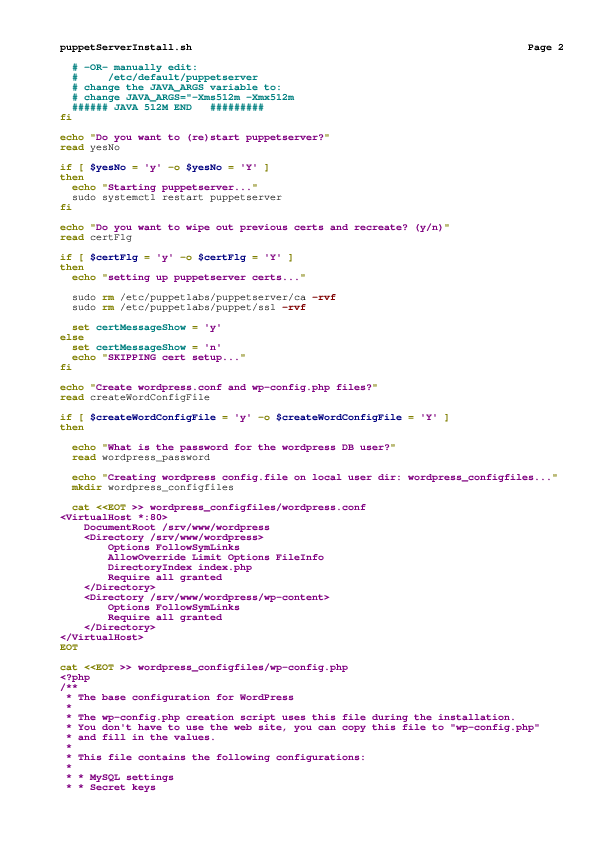 puppetServerInstall.sh Page 2
# -OR- manually edit:
# /etc/default/puppetserver
# change the JAVA_ARGS variable to:
# change JAVA_ARGS="-Xms512m -Xmx512m
###### JAVA 512M END #########
fi
echo "Do you want to (re)start puppetserver?"
read yesNo
if [ $yesNo = 'y' -o $yesNo = 'Y' ]
then
echo "Starting puppetserver..."
sudo systemctl restart puppetserver
fi
echo "Do you want to wipe out previous certs and recreate? (y/n)"
read certFlg
if [ $certFlg = 'y' -o $certFlg = 'Y' ]
then
echo "setting up puppetserver certs..."
sudo rm /etc/puppetlabs/puppetserver/ca -rvf
sudo rm /etc/puppetlabs/puppet/ssl -rvf
set certMessageShow = 'y'
else
set certMessageShow = 'n'
echo "SKIPPING cert setup..."
fi
echo "Create wordpress.conf and wp-config.php files?"
read createWordConfigFile
if [ $createWordConfigFile = 'y' -o $createWordConfigFile = 'Y' ]
then
echo "What is the password for the wordpress DB user?"
read wordpress_password
echo "Creating wordpress config.file on local user dir: wordpress_configfiles..."
mkdir wordpress_configfiles
cat <<EOT >> wordpress_configfiles/wordpress.conf
<VirtualHost *:80>
DocumentRoot /srv/www/wordpress
<Directory /srv/www/wordpress>
Options FollowSymLinks
AllowOverride Limit Options FileInfo
DirectoryIndex index.php
Require all granted
</Directory>
<Directory /srv/www/wordpress/wp-content>
Options FollowSymLinks
Require all granted
</Directory>
</VirtualHost>
EOT
cat <<EOT >> wordpress_configfiles/wp-config.php
<?php
/**
* The base configuration for WordPress
*
* The wp-config.php creation script uses this file during the installation.
* You don't have to use the web site, you can copy this file to "wp-config.php"
* and fill in the values.
*
* This file contains the following configurations:
*
* * MySQL settings
* * Secret keys